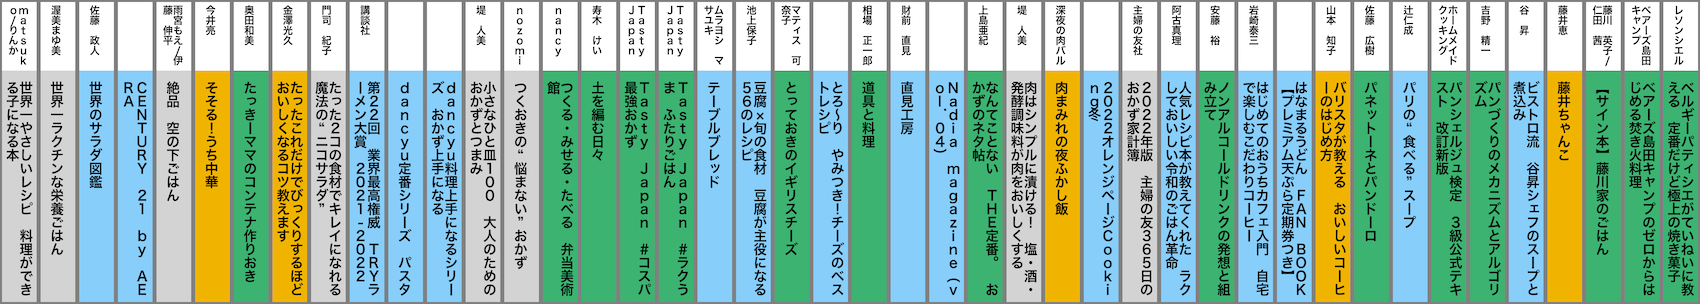 レソンシエル
ベルギーパティシエがていねいに教
える 定番だけど極上の焼き菓子
ベアーズ島田
キャンプ
ベアーズ島田キャンプのゼロからは
じめる焚き火料理
藤川 英子/
仁田 茜
【サイン本】藤川家のごはん
藤井恵
藤井ちゃんこ
谷 昇
ビストロ流 谷昇シェフのスープと
煮込み
吉野 精一
パンづくりのメカニズムとアルゴリ
ズム
ホームメイド
クッキング
パンシェルジュ検定 3級公式テキ
スト 改訂新版
辻仁成
パリの“食べる”スープ
佐藤 広樹
パネットーネとパンドーロ
山本 知子
バリスタが教える おいしいコーヒ
ーのはじめ方
はなまるうどん FAN BOOK
【プレミアム天ぷら定期券つき】
岩崎泰三
はじめてのおうちカフェ入門 自宅
で楽しむこだわりコーヒー
安藤 裕
ノンアルコールドリンクの発想と組
み立て
阿古真理
人気レシピ本が教えてくれた ラク
しておいしい令和のごはん革命
主婦の友社
2022年版 主婦の友365日の
おかず家計簿
2022オレンジページCooki
ng冬
深夜の肉バル
肉まみれの夜ふかし飯
堤 人美
肉はシンプルに漬ける! 塩・酒・
発酵調味料が肉をおいしくする
上島亜紀
なんてことない THE定番。 お
かずのネタ帖
Nadia magazine(v
ol.04)
財前 直見
直見工房
相場 正一郎
道具と料理
とろ~り やみつき!チーズのベス
トレシピ
マティス 可
奈子
とっておきのイギリスチーズ
池上保子
豆腐×旬の食材 豆腐が主役になる
56のレシピ
ムラヨシ マ
サユキ
テーブルブレッド
Tasty
Japan
Tasty Japan #ラクう
ま ふたりごはん
Tasty
Japan
Tasty Japan #コスパ
最強おかず
寿木 けい
土を編む日々
nancy
つくる・みせる・たべる 弁当美術
館
nozomi
つくおきの“悩まない”おかず
堤 人美
小さなひと皿100 大人のための
おかずとつまみ
dancyu料理上手になるシリー
ズ おかず上手になる
dancyu定番シリーズ パスタ
講談社
第22回 業界最高権威 TRYラ
ーメン大賞 2021-2022
門司 紀子
たった2コの食材でキレイになれる
魔法の“ニコサラダ”
金澤光久
たったこれだけでびっくりするほど
おいしくなるコツ教えます
奥田和美
たっきーママのコンテナ作りおき
今井亮
そそる!うち中華
雨宮もえ/伊
藤 伸平
絶品 空の下ごはん
CENTURY 21 by AE
RA
佐藤 政人
世界のサラダ図鑑
渥美まゆ美
世界一ラクチンな栄養ごはん
matsuk
o/りんか
世界一やさしいレシピ 料理ができ
る子になる本